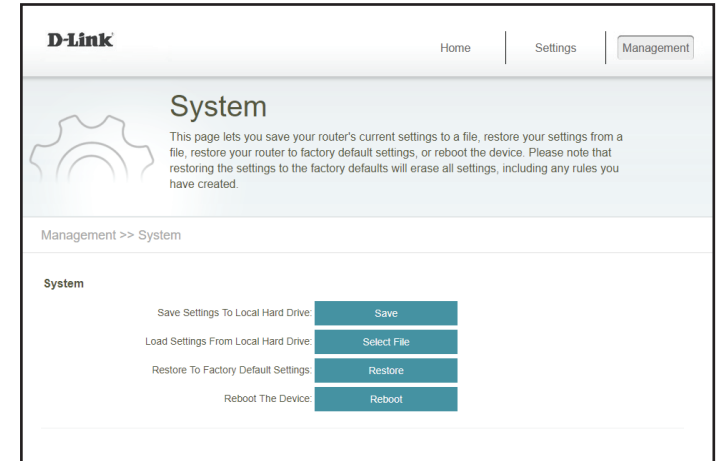 D-Link
Home Settings Management
System
This page lets you save your router's current settings to a file, restore your settings from a
file, restore your router to factory default settings, or reboot the device. Please note that
restoring the settings to the factory defaults will erase all settings, including any rules you
have created.
Management >> System
System
Save Settings To Local Hard Drive: Save
Load Settings From Local Hard Drive: Select File
Restore To Factory Default Settings: Restore
Reboot The Device: Reboot